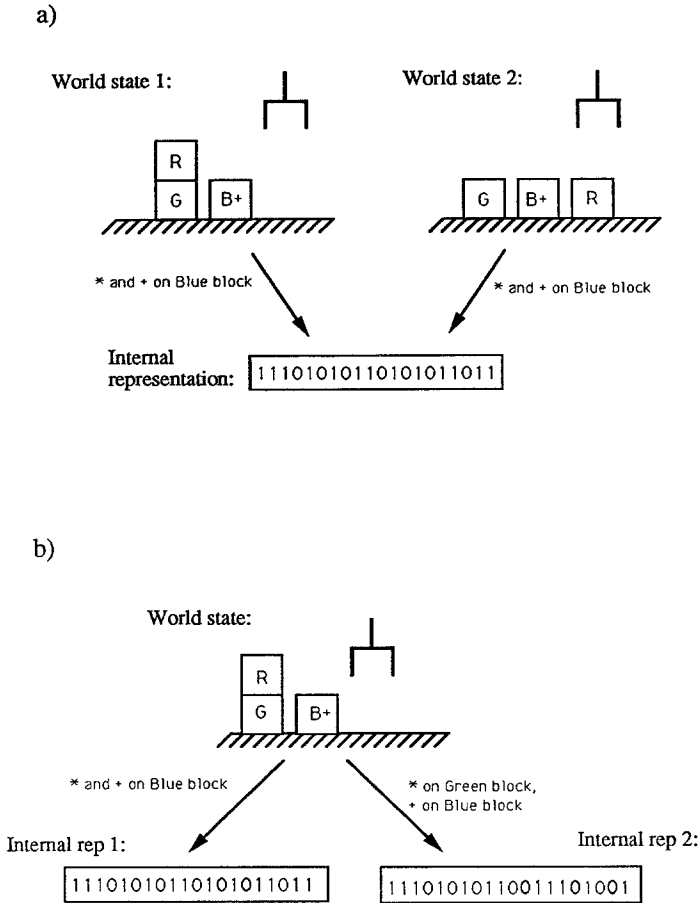 a)
World state 1:
World state 2:
R
G B+
G B+ R
* and + on Blue block
* and + on Blue block
Internal
representation:
11101010110101011011
b)
World state:
R
G B+
* and + on Blue block
* on Green block,
+ on Blue block
Internal rep 1:
Internal rep 2:
11101010110101011011
11101010110011101001